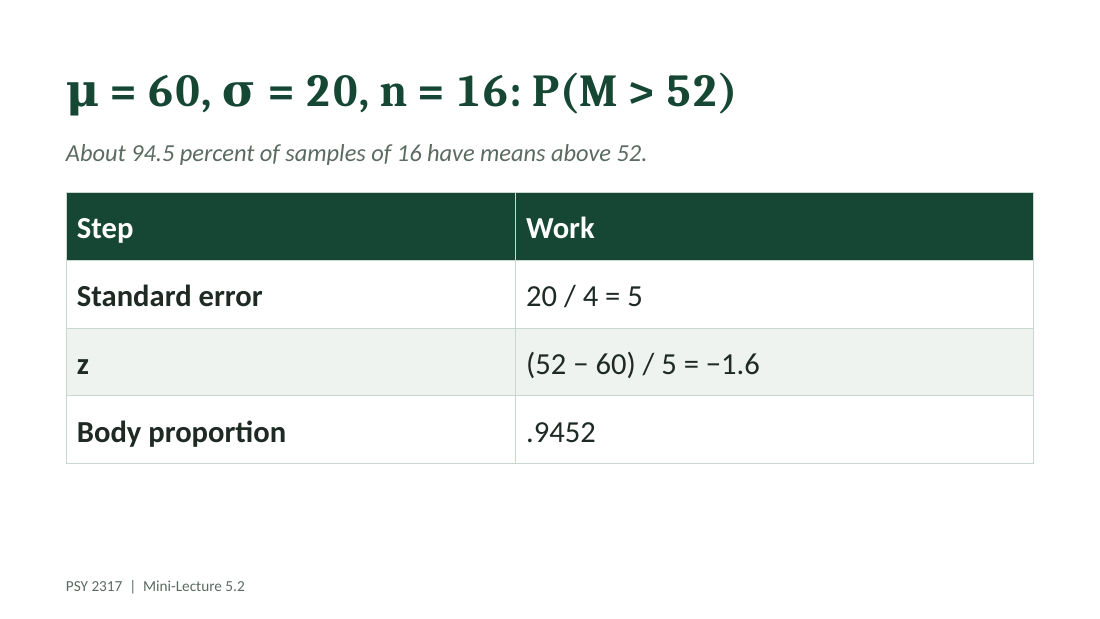 μ = 60, σ = 20, n = 16: P(M > 52)
About 94.5 percent of samples of 16 have means above 52.
Step Work
Standard error 20 / 4 = 5
z (52 − 60) / 5 = −1.6
Body proportion .9452
PSY 2317 | Mini-Lecture 5.2